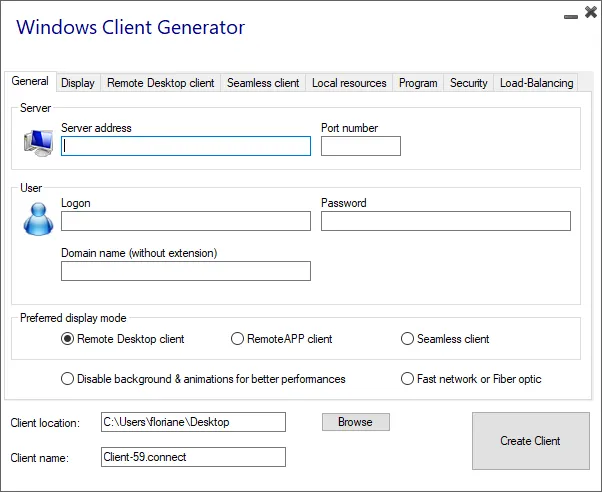 Windows Client Generator
General Display Remote Desktop client Seamless client Local resources Program Security Load-Balancing
Server
Server address Port number
User
Logon Password
Domain name (without extension)
Preferred display mode
Remote Desktop client RemoteAPP client Seamless client
Disable background & animations for better performances Fast network or Fiber optic
Client location: C:\Users\floriane\Desktop Browse
Create Client
Client name: Client-59.connect